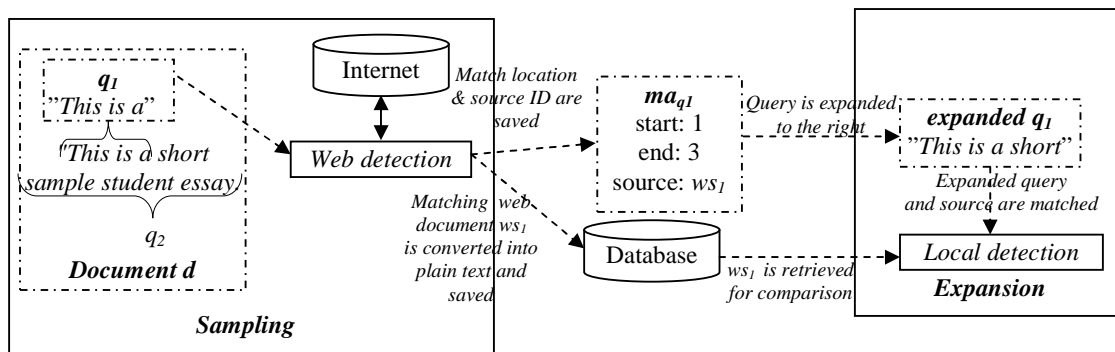 q1
"This is a"
"This is a short
sample student essay.
q2
Document d
Sampling
Internet
Web detection
Match location
& source ID are
saved
Matching web
document ws1
is converted into
plain text and
saved
maq1
start: 1
end: 3
source: ws1
Database
Query is expanded
to the right
ws1 is retrieved
for comparison
expanded q1
"This is a short"
Expanded query
and source are matched
Local detection
Expansion